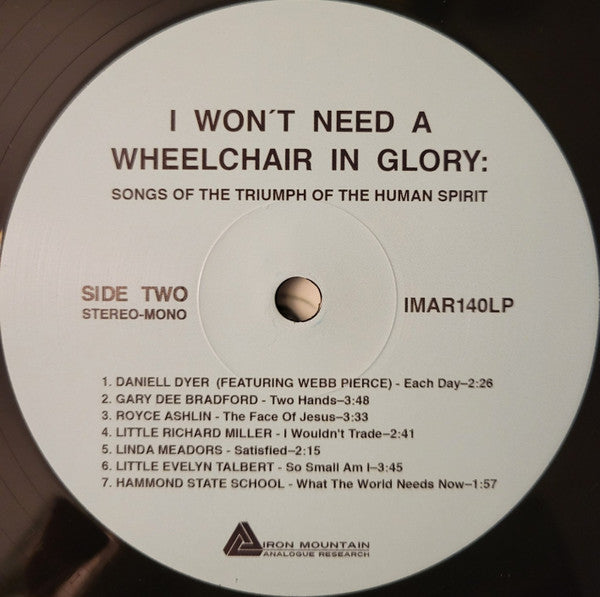 I WON´T NEED A
WHEELCHAIR IN GLORY:
SONGS OF THE TRIUMPH OF THE HUMAN SPIRIT
SIDE TWO
STEREO-MONO
IMAR140LP
1. DANIELL DYER (FEATURING WEBB PIERCE) - Each Day–2:26
2. GARY DEE BRADFORD - Two Hands–3:48
3. ROYCE ASHLIN - The Face Of Jesus–3:33
4. LITTLE RICHARD MILLER - I Wouldn't Trade–2:41
5. LINDA MEADORS - Satisfied–2:15
6. LITTLE EVELYN TALBERT - So Small Am I–3:45
7. HAMMOND STATE SCHOOL - What The World Needs Now–1:57
IRON MOUNTAIN
ANALOGUE RESEARCH